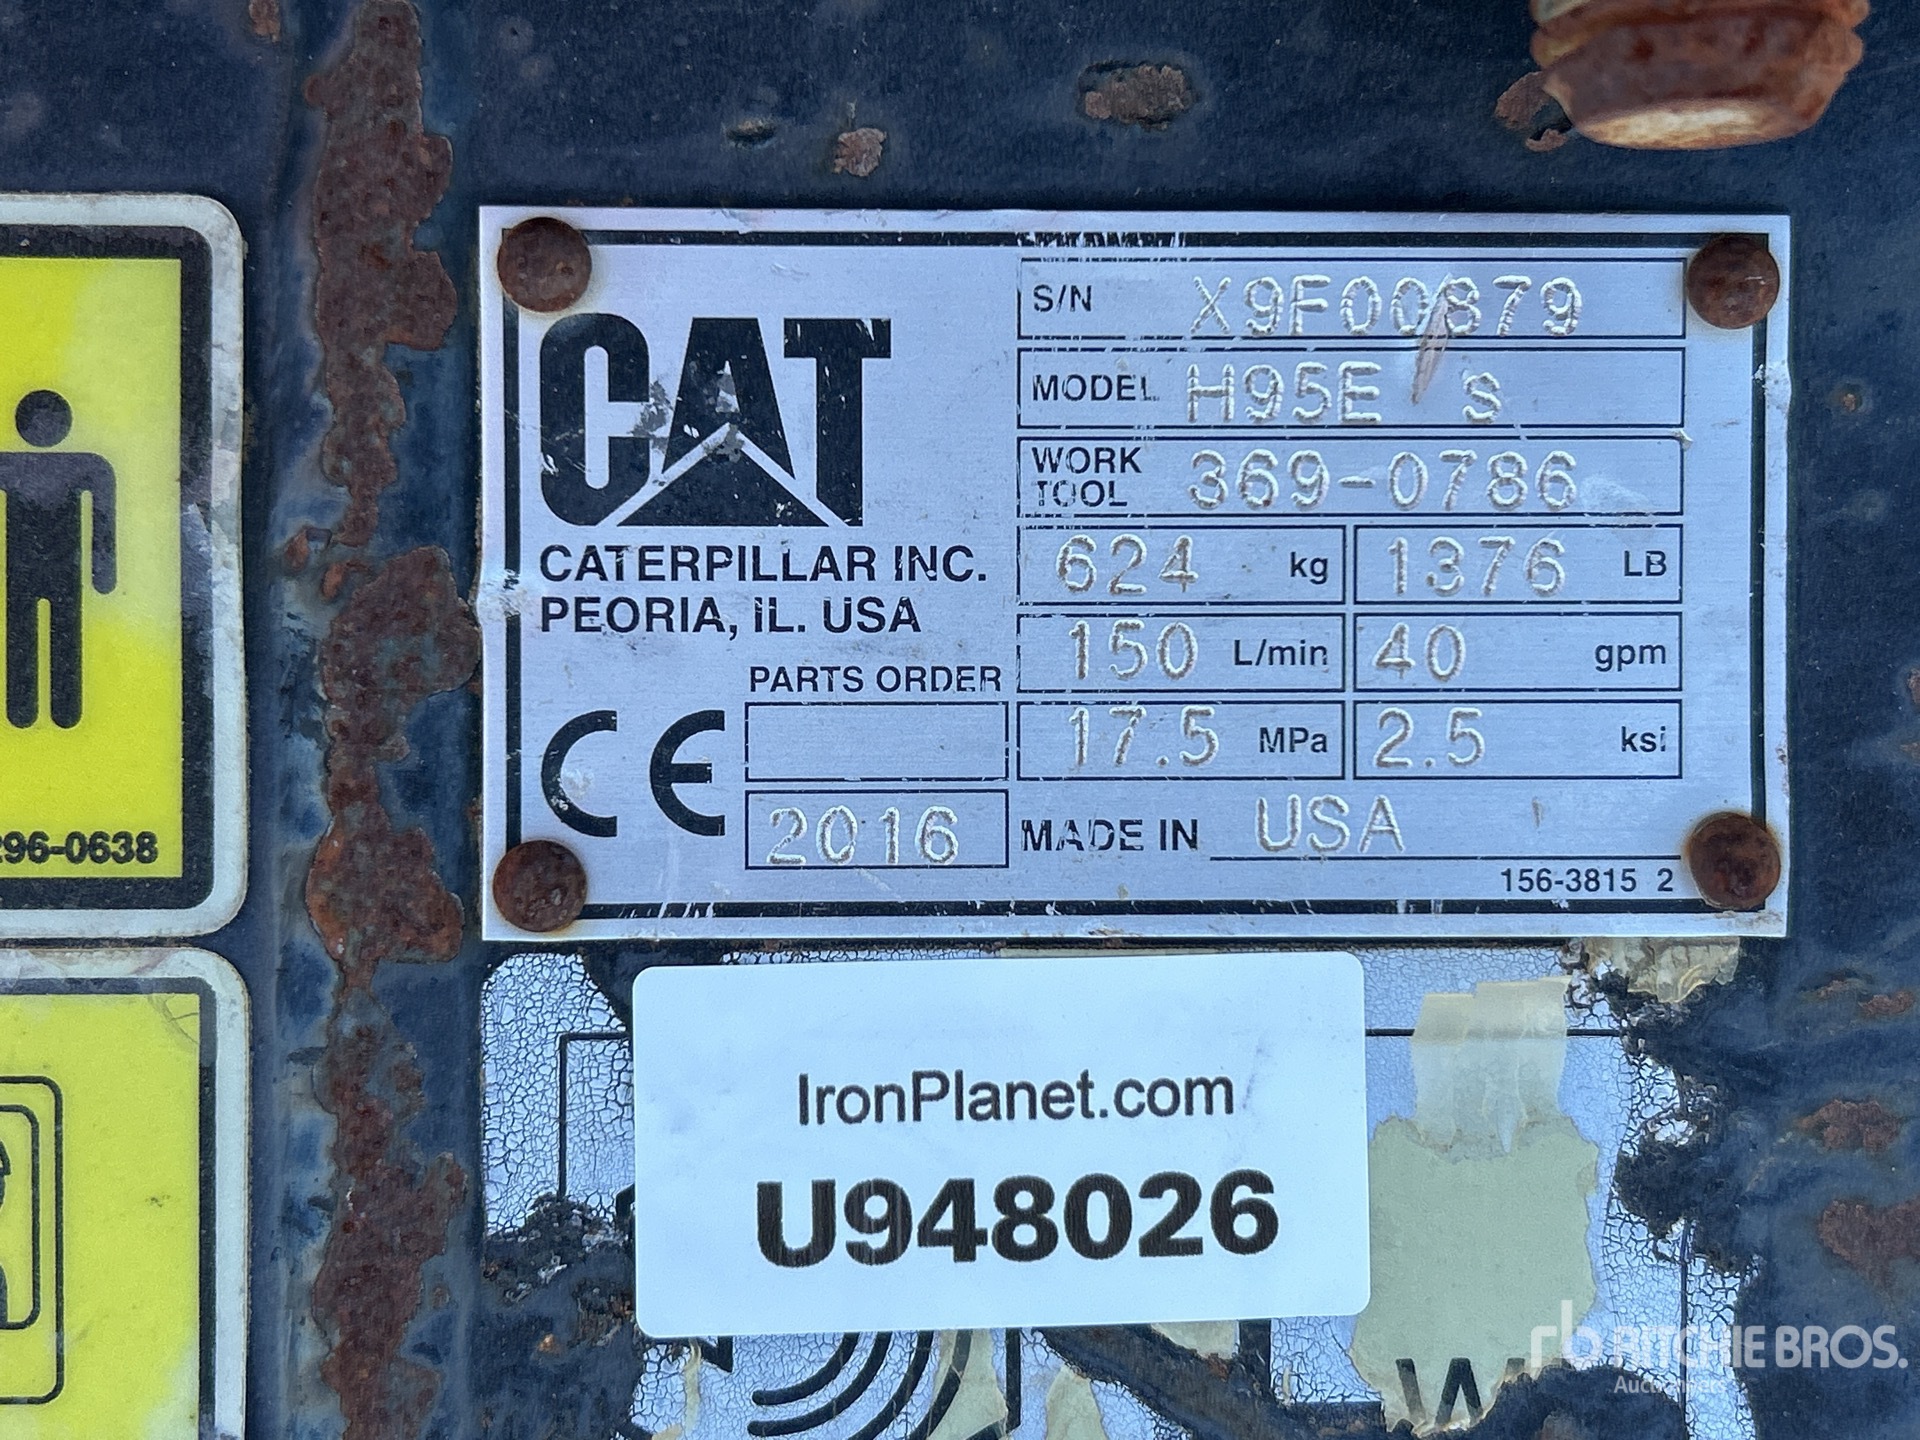 CAT
CATERPILLAR INC.
PEORIA, IL. USA
S/N X9F00879
MODEL H95E S
WORK TOOL 369-0786
624 kg 1376 LB
150 L/min 40 gpm
17.5 MPa 2.5 ksi
PARTS ORDER
CE
2016
MADE IN USA
156-3815 2
296-0638
IronPlanet.com
U948026
W
rb RITCHIE BROS.
Auctioneers